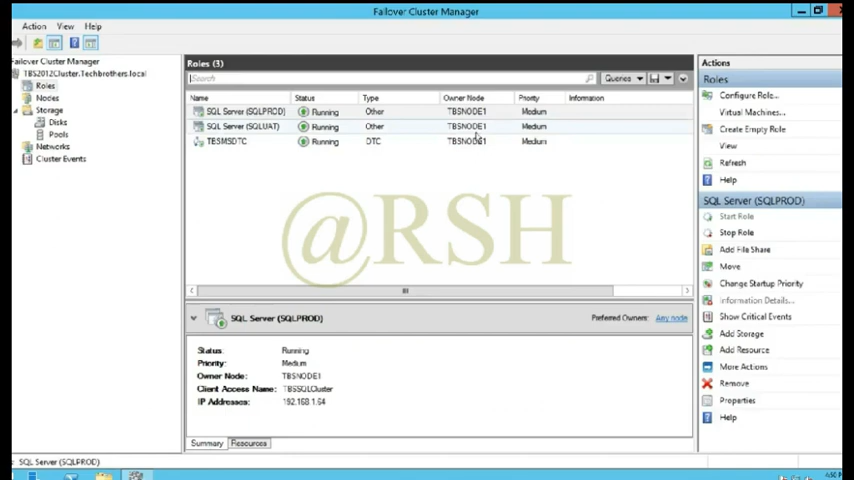 Failover Cluster Manager
Action View Help
Failover Cluster Manager
TBS2012Cluster.Techbrothers.local
Roles
Nodes
Storage
Disks
Pools
Networks
Cluster Events
Roles (3)
Search
Queries
Name Status Type Owner Node Priority Information
SQL Server (SQLPROD) Running Other TBSNODE1 Medium
SQL Server (SQLUAT) Running Other TBSNODE1 Medium
TBSMSDTC Running DTC TBSNODE1 Medium
@RSH
SQL Server (SQLPROD)
Preferred Owners: Any node
Status: Running
Priority: Medium
Owner Node: TBSNODE1
Client Access Name: TBSSQLCluster
IP Addresses: 192.168.1.64
Summary Resources
Actions
Roles
Configure Role...
Virtual Machines...
Create Empty Role
View
Refresh
Help
SQL Server (SQLPROD)
Start Role
Stop Role
Add File Share
Move
Change Startup Priority
Information Details...
Show Critical Events
Add Storage
Add Resource
More Actions
Remove
Properties
Help
SQL Server (SQLPROD)